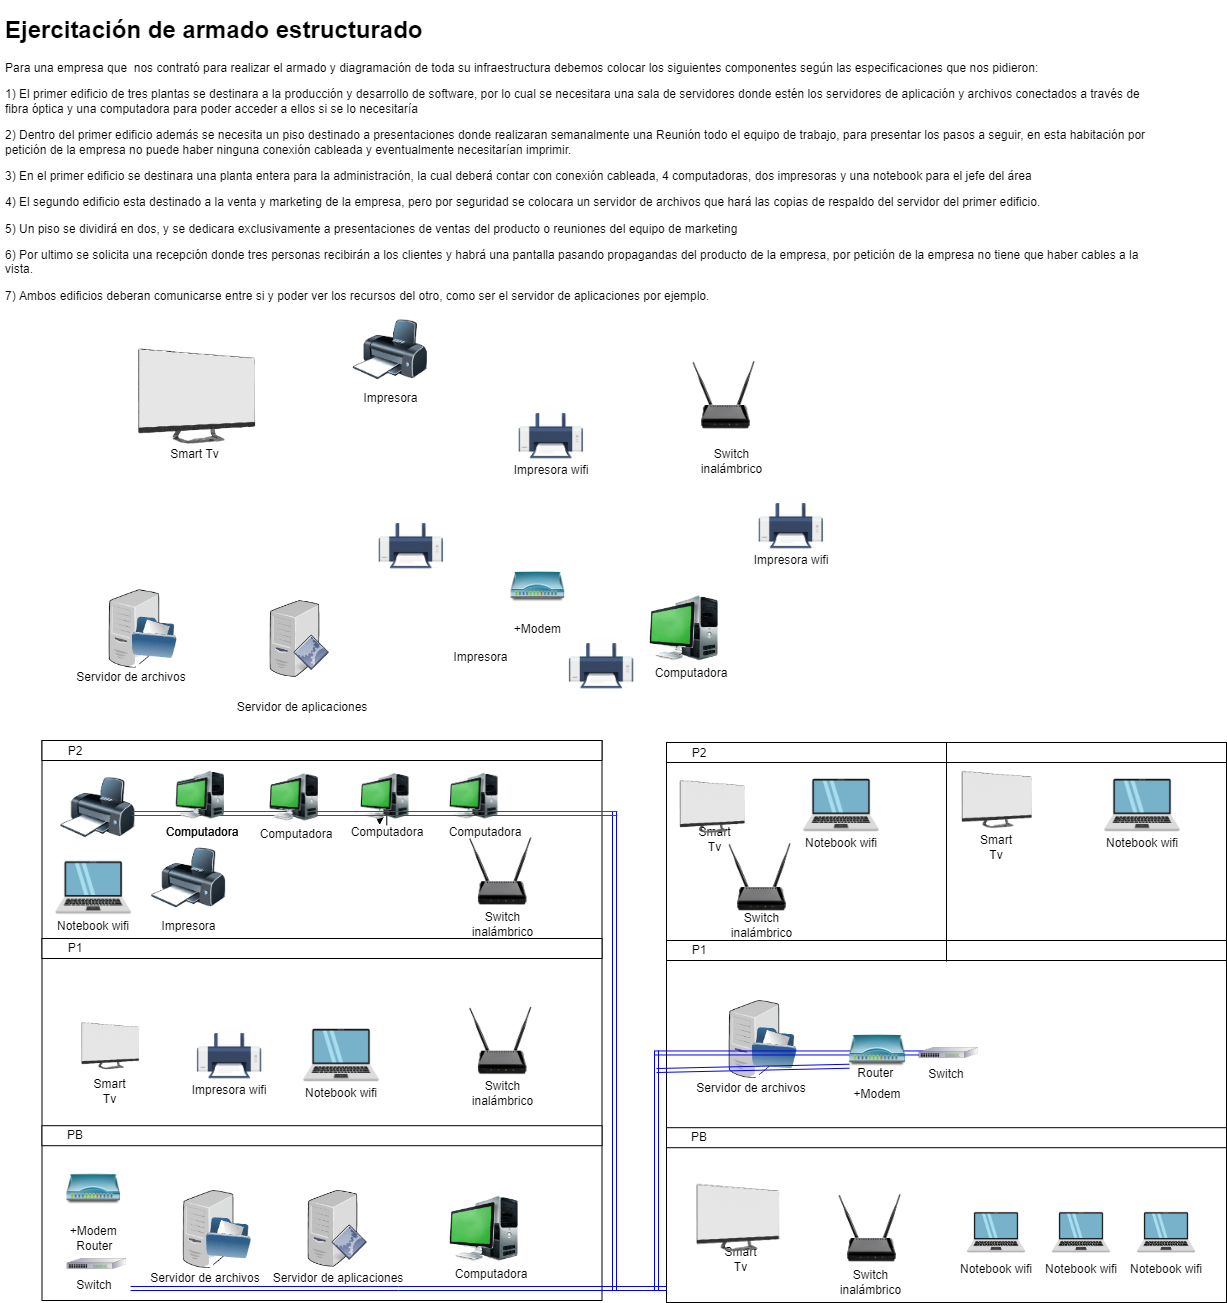 Ejercitación de armado estructurado
Para una empresa que  nos contrató para realizar el armado y diagramación de toda su infraestructura debemos colocar los siguientes componentes según las especificaciones que nos pidieron:
1) El primer edificio de tres plantas se destinara a la producción y desarrollo de software, por lo cual se necesitara una sala de servidores donde estén los servidores de aplicación y archivos conectados a través de
fibra óptica y una computadora para poder acceder a ellos si se lo necesitaría
2) Dentro del primer edificio además se necesita un piso destinado a presentaciones donde realizaran semanalmente una Reunión todo el equipo de trabajo, para presentar los pasos a seguir, en esta habitación por
petición de la empresa no puede haber ninguna conexión cableada y eventualmente necesitarían imprimir.
3) En el primer edificio se destinara una planta entera para la administración, la cual deberá contar con conexión cableada, 4 computadoras, dos impresoras y una notebook para el jefe del área
4) El segundo edificio esta destinado a la venta y marketing de la empresa, pero por seguridad se colocara un servidor de archivos que hará las copias de respaldo del servidor del primer edificio.
5) Un piso se dividirá en dos, y se dedicara exclusivamente a presentaciones de ventas del producto o reuniones del equipo de marketing
6) Por ultimo se solicita una recepción donde tres personas recibirán a los clientes y habrá una pantalla pasando propagandas del producto de la empresa, por petición de la empresa no tiene que haber cables a la
vista.
7) Ambos edificios deberan comunicarse entre si y poder ver los recursos del otro, como ser el servidor de aplicaciones por ejemplo.
Impresora
Smart Tv
Impresora wifi
Switch
inalámbrico
Impresora wifi
+Modem
Impresora
Computadora
Servidor de archivos
Servidor de aplicaciones
P2
Computadora
Computadora
Computadora
Computadora
Notebook wifi
Impresora
Switch
inalámbrico
P1
Smart
Tv
Impresora wifi
Notebook wifi
Switch
inalámbrico
PB
+Modem
Router
Switch
Servidor de archivos
Servidor de aplicaciones
Computadora
P2
Smart
Tv
Notebook wifi
Switch
inalámbrico
Smart
Tv
Notebook wifi
P1
Servidor de archivos
Router
+Modem
Switch
PB
Smart
Tv
Switch
inalámbrico
Notebook wifi
Notebook wifi
Notebook wifi